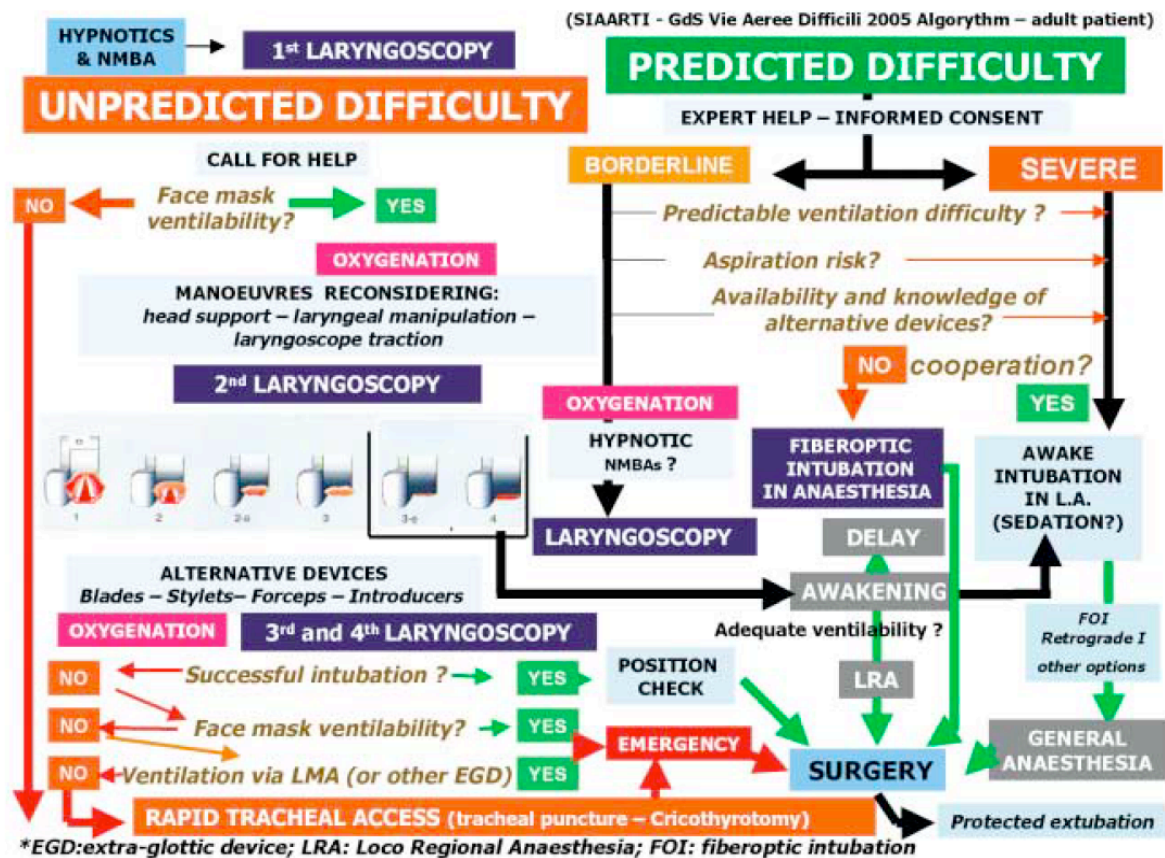 (SIAARTI - GdS Vie Aeree Difficili 2005 Algorythm – adult patient)
HYPNOTICS
& NMBA
1st LARYNGOSCOPY
UNPREDICTED DIFFICULTY
PREDICTED DIFFICULTY
EXPERT HELP – INFORMED CONSENT
CALL FOR HELP
NO
Face mask
ventilability?
YES
BORDERLINE
SEVERE
Predictable ventilation difficulty ?
Aspiration risk?
Availability and knowledge of
alternative devices?
OXYGENATION
MANOEUVRES RECONSIDERING:
head support – laryngeal manipulation –
laryngoscope traction
2nd LARYNGOSCOPY
1
2
2-e
3
3-e
4
NO
cooperation?
YES
OXYGENATION
HYPNOTIC
NMBAs ?
LARYNGOSCOPY
FIBEROPTIC
INTUBATION
IN ANAESTHESIA
AWAKE
INTUBATION
IN L.A.
(SEDATION?)
DELAY
AWAKENING
Adequate ventilability ?
LRA
FOI
Retrograde I
other options
GENERAL
ANAESTHESIA
ALTERNATIVE DEVICES
Blades – Stylets– Forceps – Introducers
OXYGENATION
3rd and 4th LARYNGOSCOPY
NO
Successful intubation ?
YES
POSITION
CHECK
NO
Face mask ventilability?
YES
EMERGENCY
NO
Ventilation via LMA (or other EGD)
YES
SURGERY
RAPID TRACHEAL ACCESS (tracheal puncture – Cricothyrotomy)
Protected extubation
*EGD:extra-glottic device; LRA: Loco Regional Anaesthesia; FOI: fiberoptic intubation